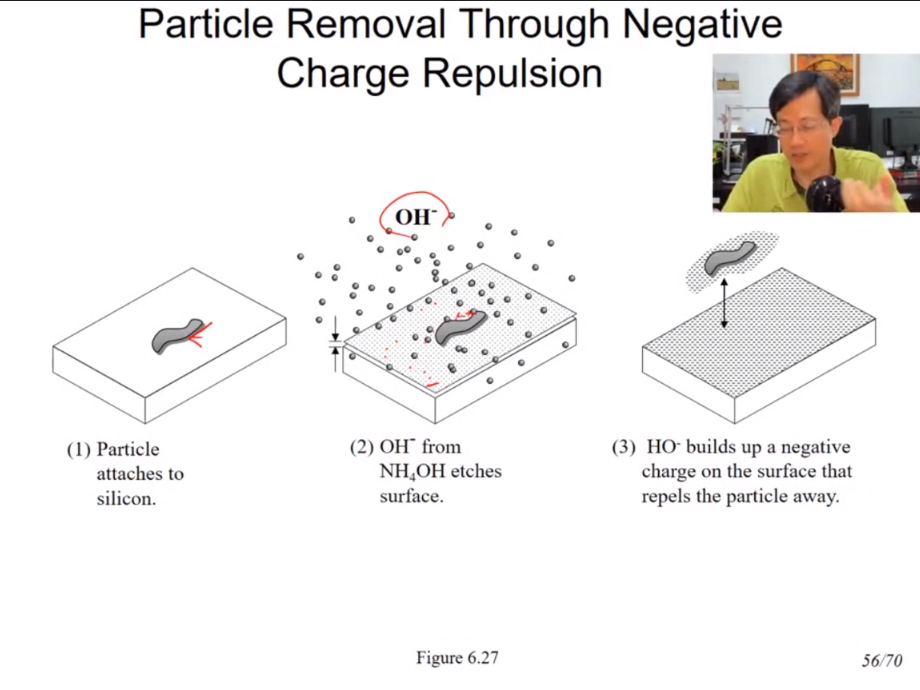 Particle Removal Through Negative
Charge Repulsion
OH⁻
(1) Particle
attaches to
silicon.
(2) OH⁻ from
NH₄OH etches
surface.
(3) HO⁻ builds up a negative
charge on the surface that
repels the particle away.
Figure 6.27
56/70